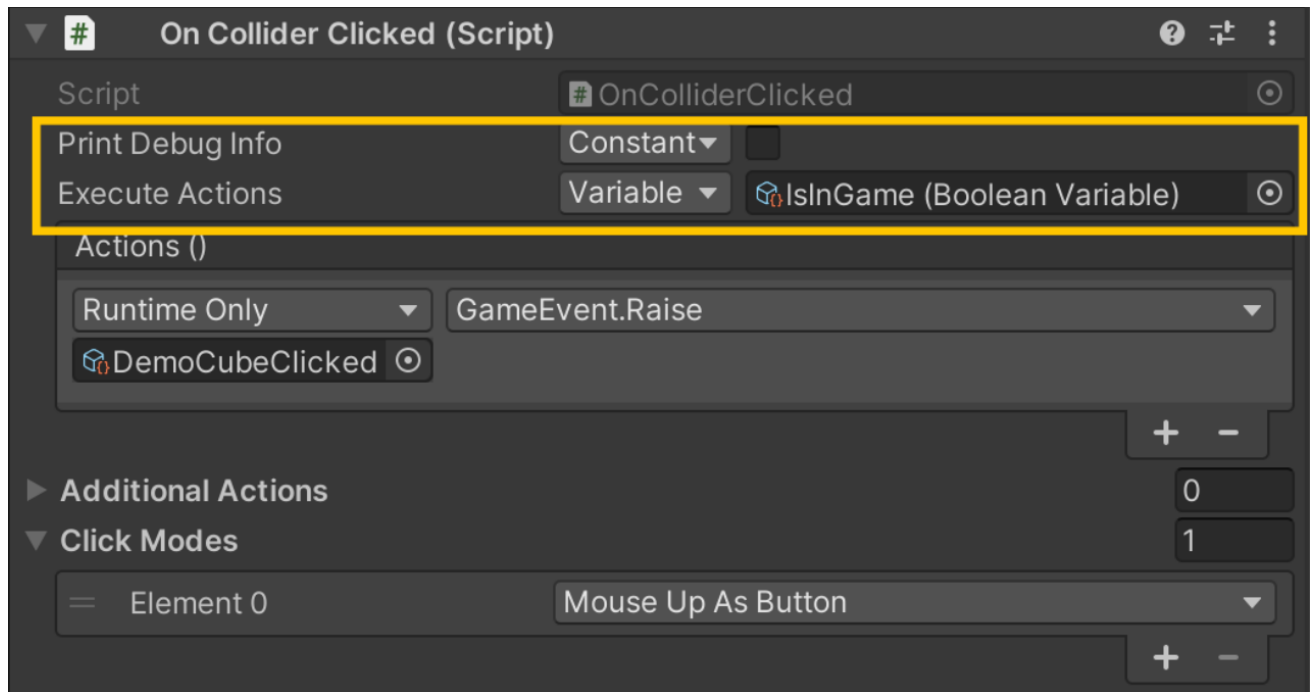 On Collider Clicked (Script)
Script OnColliderClicked
Print Debug Info Constant
Execute Actions Variable IsInGame (Boolean Variable)
Actions ()
Runtime Only GameEvent.Raise
DemoCubeClicked
+ -
Additional Actions 0
Click Modes 1
Element 0 Mouse Up As Button
+ -